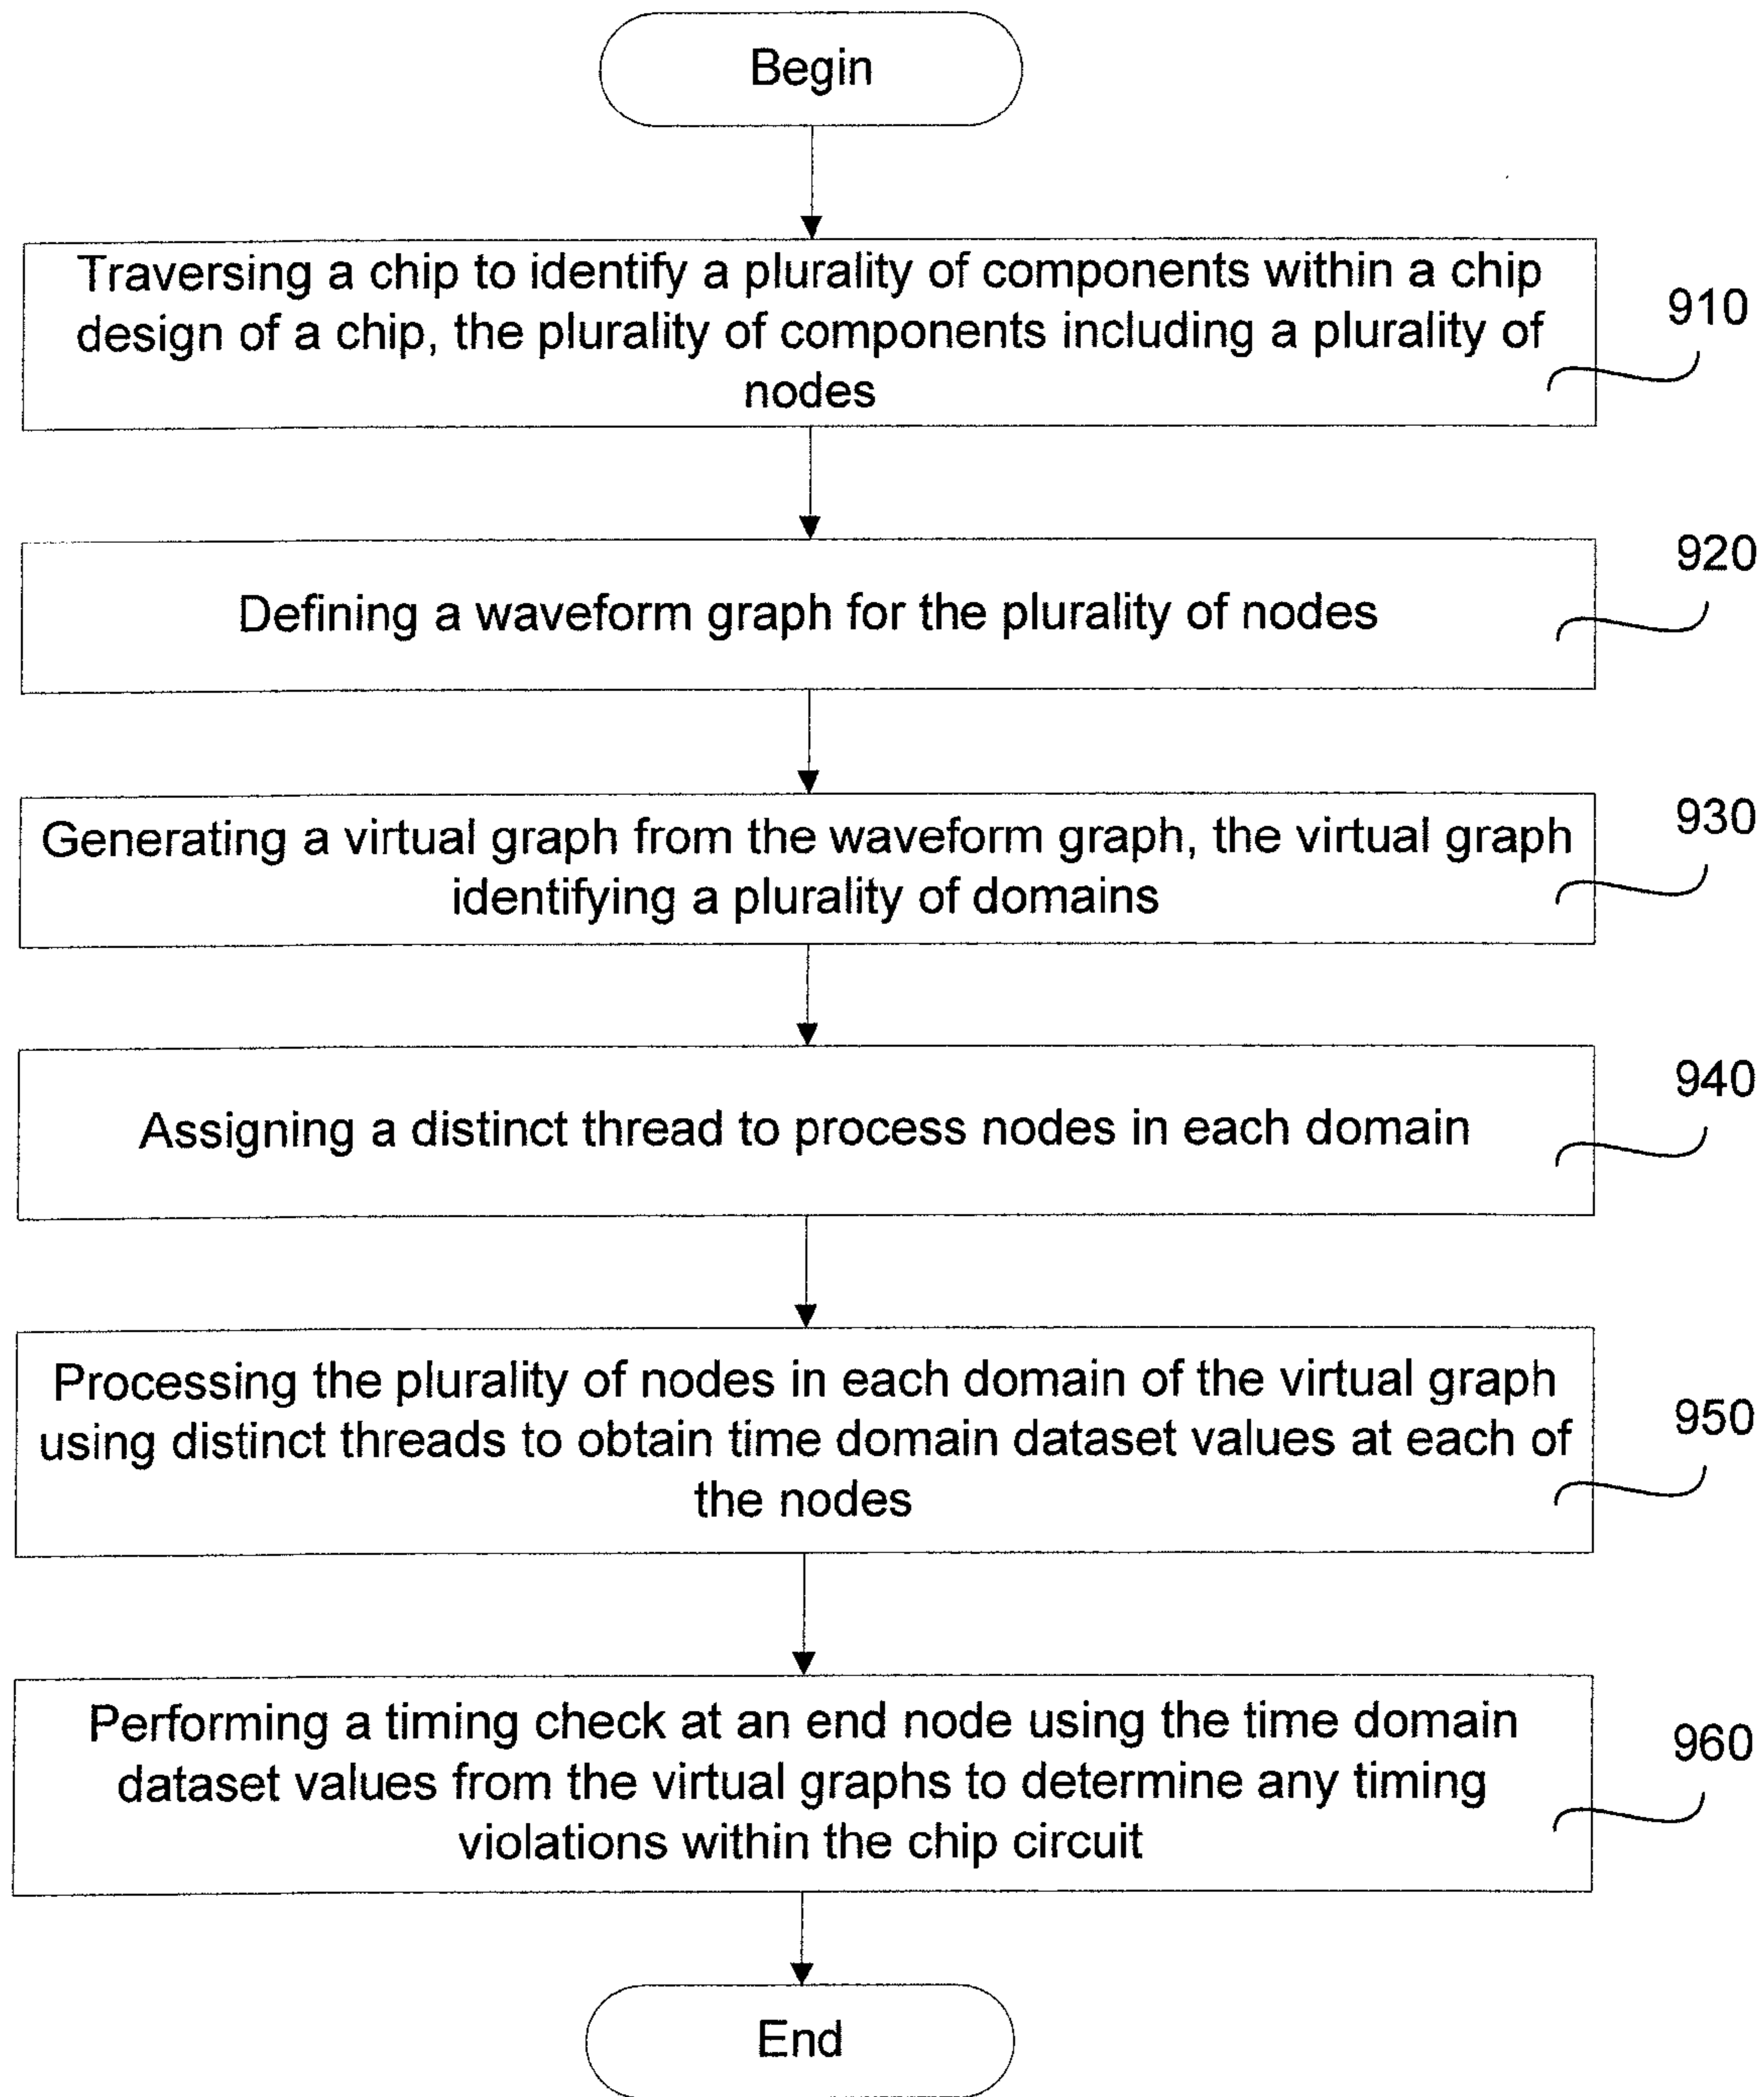 Begin
Traversing a chip to identify a plurality of components within a chip
design of a chip, the plurality of components including a plurality of
nodes
910
Defining a waveform graph for the plurality of nodes
920
Generating a virtual graph from the waveform graph, the virtual graph
identifying a plurality of domains
930
Assigning a distinct thread to process nodes in each domain
940
Processing the plurality of nodes in each domain of the virtual graph
using distinct threads to obtain time domain dataset values at each of
the nodes
950
Performing a timing check at an end node using the time domain
dataset values from the virtual graphs to determine any timing
violations within the chip circuit
960
End